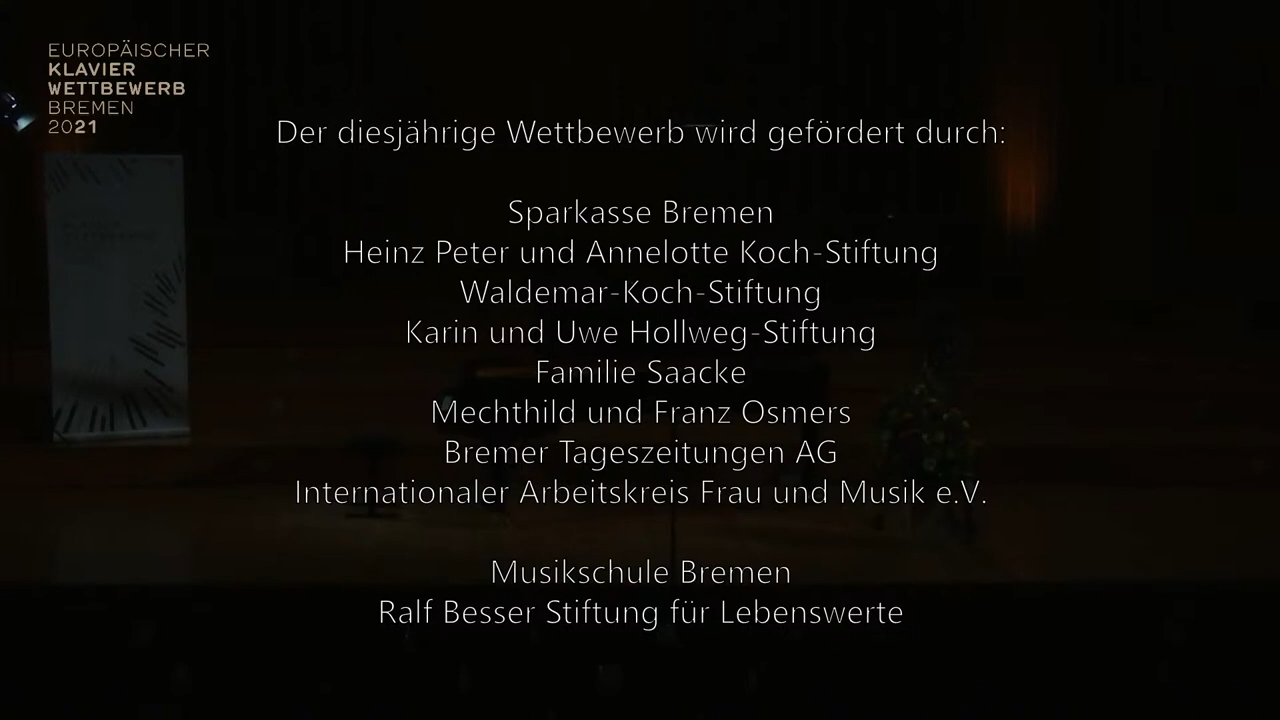 EUROPÄISCHER
KLAVIER
WETTBEWERB
BREMEN
2021
Der diesjährige Wettbewerb wird gefördert durch:
Sparkasse Bremen
Heinz Peter und Annelotte Koch-Stiftung
Waldemar-Koch-Stiftung
Karin und Uwe Hollweg-Stiftung
Familie Saacke
Mechthild und Franz Osmers
Bremer Tageszeitungen AG
Internationaler Arbeitskreis Frau und Musik e.V.
Musikschule Bremen
Ralf Besser Stiftung für Lebenswerte